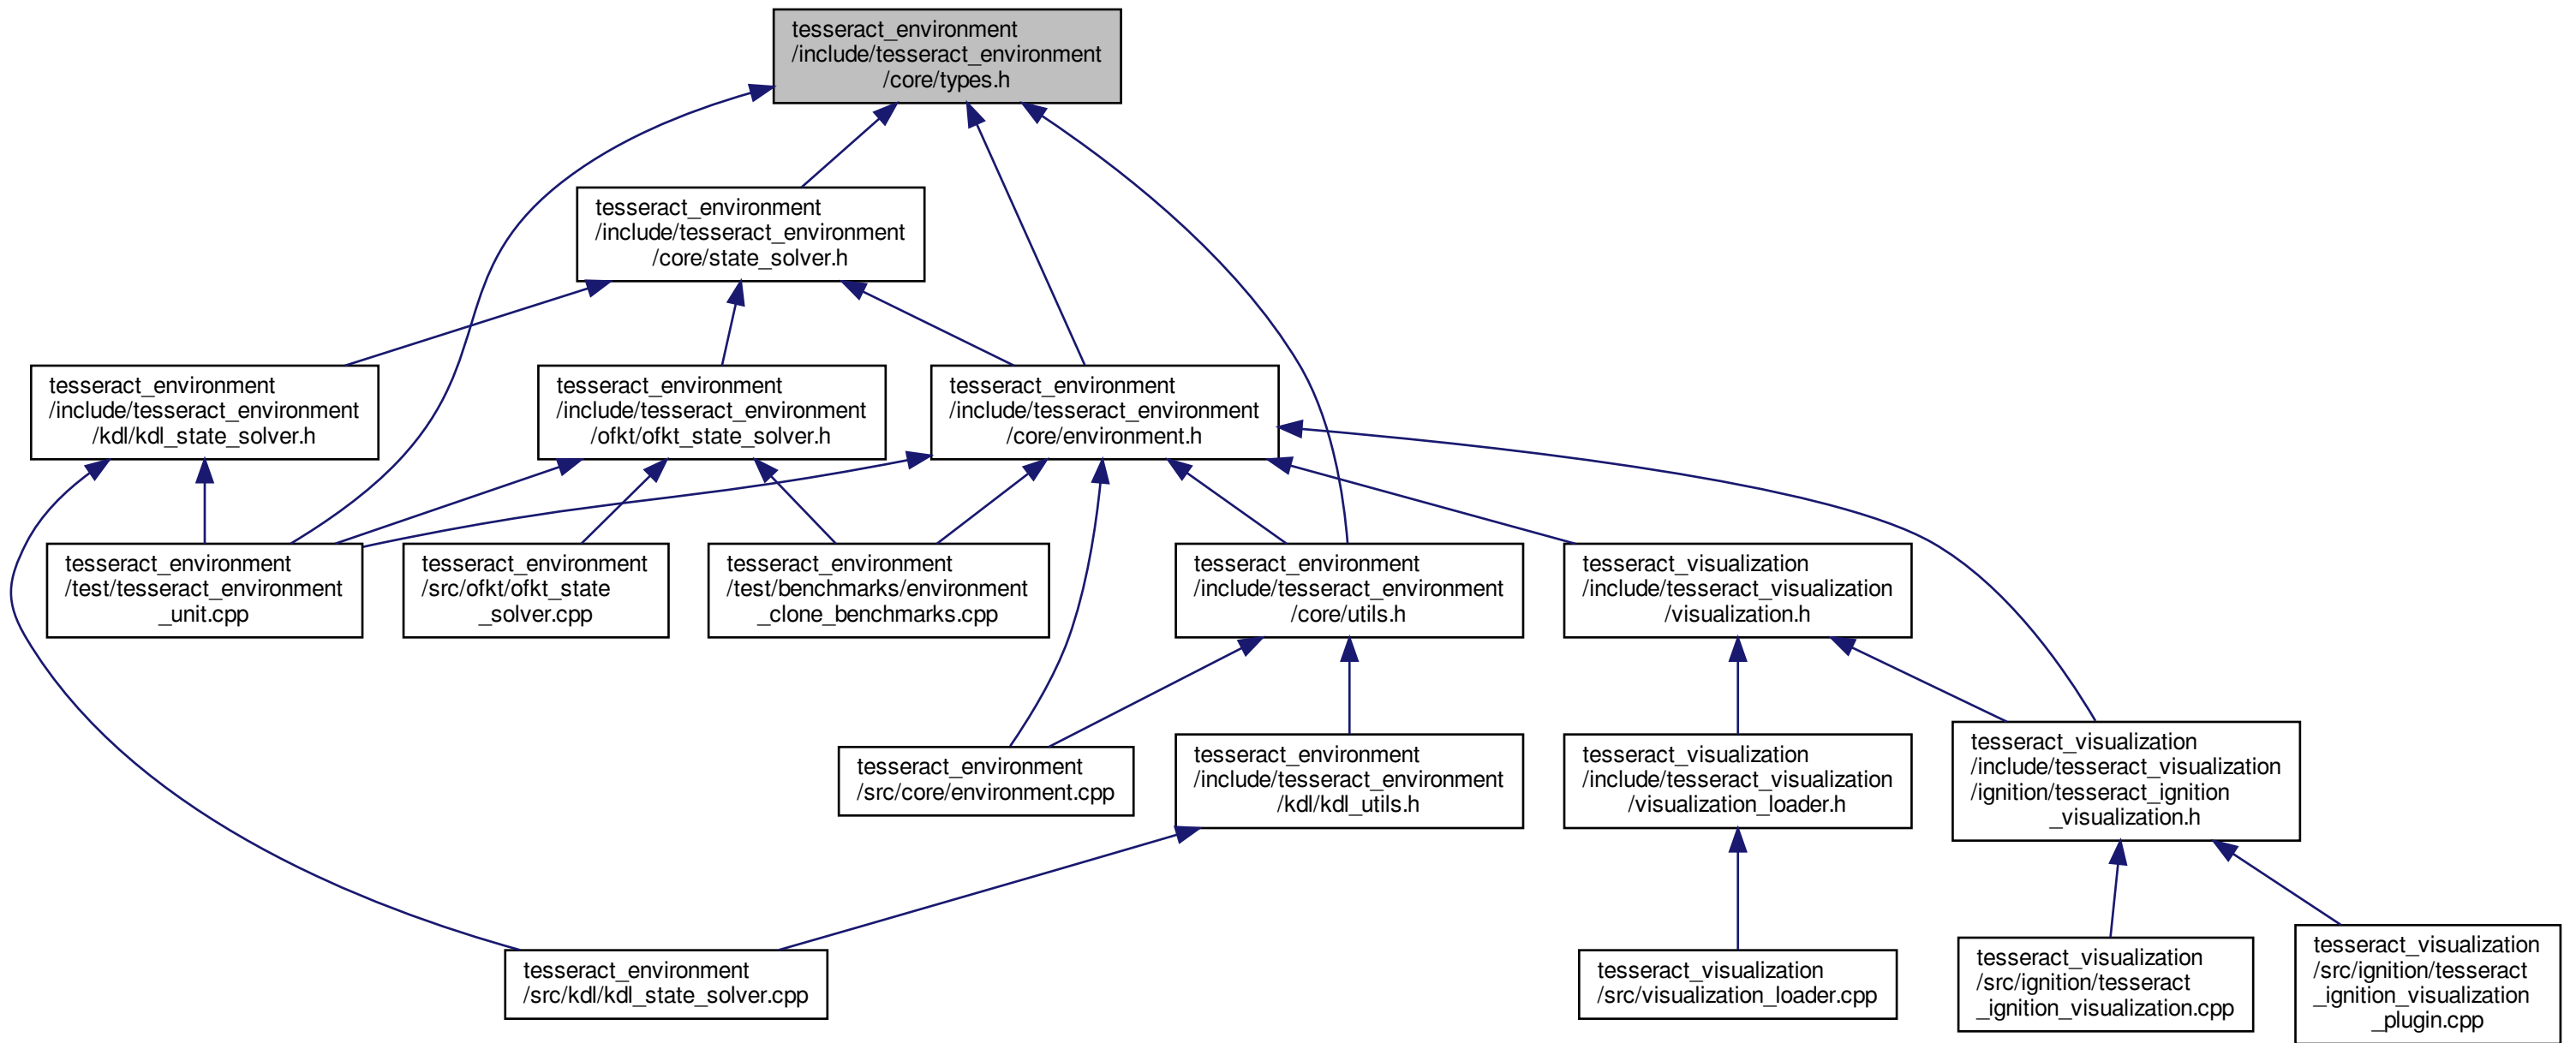 tesseract_environment
/include/tesseract_environment
/core/types.h
tesseract_environment
/include/tesseract_environment
/core/state_solver.h
tesseract_environment
/include/tesseract_environment
/kdl/kdl_state_solver.h
tesseract_environment
/include/tesseract_environment
/ofkt/ofkt_state_solver.h
tesseract_environment
/include/tesseract_environment
/core/environment.h
tesseract_environment
/test/tesseract_environment
_unit.cpp
tesseract_environment
/src/ofkt/ofkt_state
_solver.cpp
tesseract_environment
/test/benchmarks/environment
_clone_benchmarks.cpp
tesseract_environment
/include/tesseract_environment
/core/utils.h
tesseract_visualization
/include/tesseract_visualization
/visualization.h
tesseract_environment
/src/core/environment.cpp
tesseract_environment
/include/tesseract_environment
/kdl/kdl_utils.h
tesseract_visualization
/include/tesseract_visualization
/visualization_loader.h
tesseract_visualization
/include/tesseract_visualization
/ignition/tesseract_ignition
_visualization.h
tesseract_environment
/src/kdl/kdl_state_solver.cpp
tesseract_visualization
/src/visualization_loader.cpp
tesseract_visualization
/src/ignition/tesseract
_ignition_visualization.cpp
tesseract_visualization
/src/ignition/tesseract
_ignition_visualization
_plugin.cpp